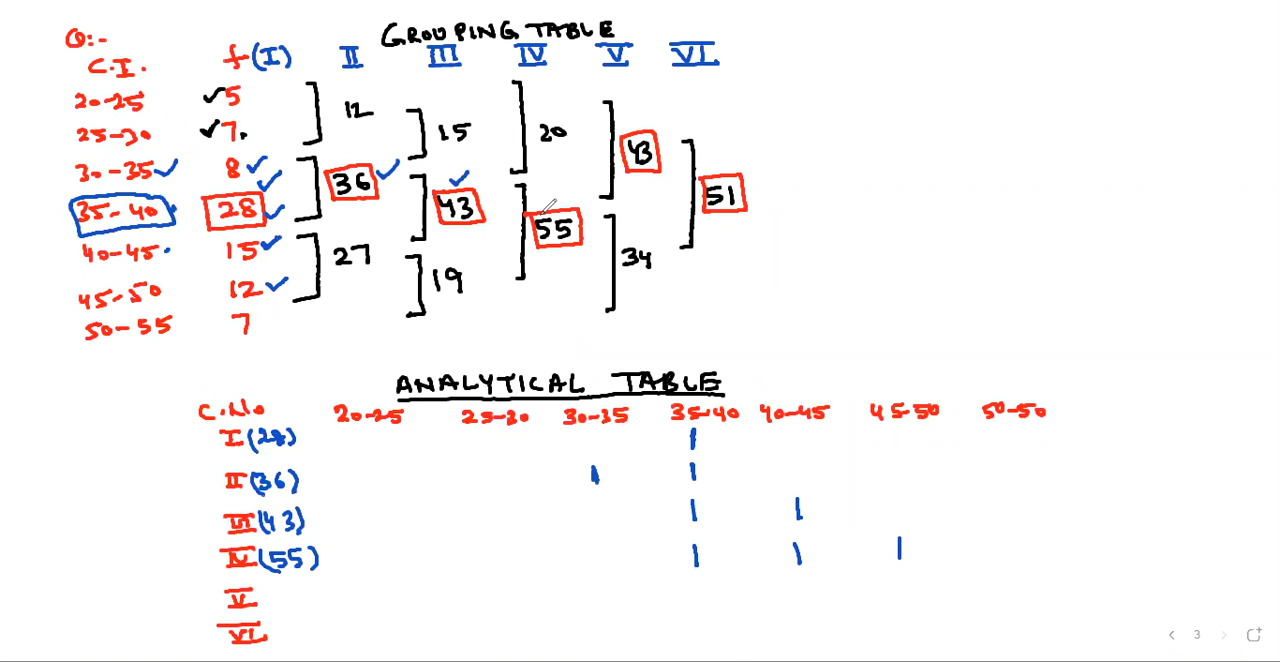 Q:- GROUPING TABLE
C.I. f (I) II III IV V VI
20-25 5 12
25-30 7. 15 20
30-35 8 36 43
35-40 28 43 55 51
40-45 15 27 34
45-50 12 19
50-55 7
ANALYTICAL TABLE
C.No 20-25 25-30 30-35 35-40 40-45 45-50 50-50
I (28) |
II (36) | |
III (43) | |
IV (55) | | |
V
VI
3